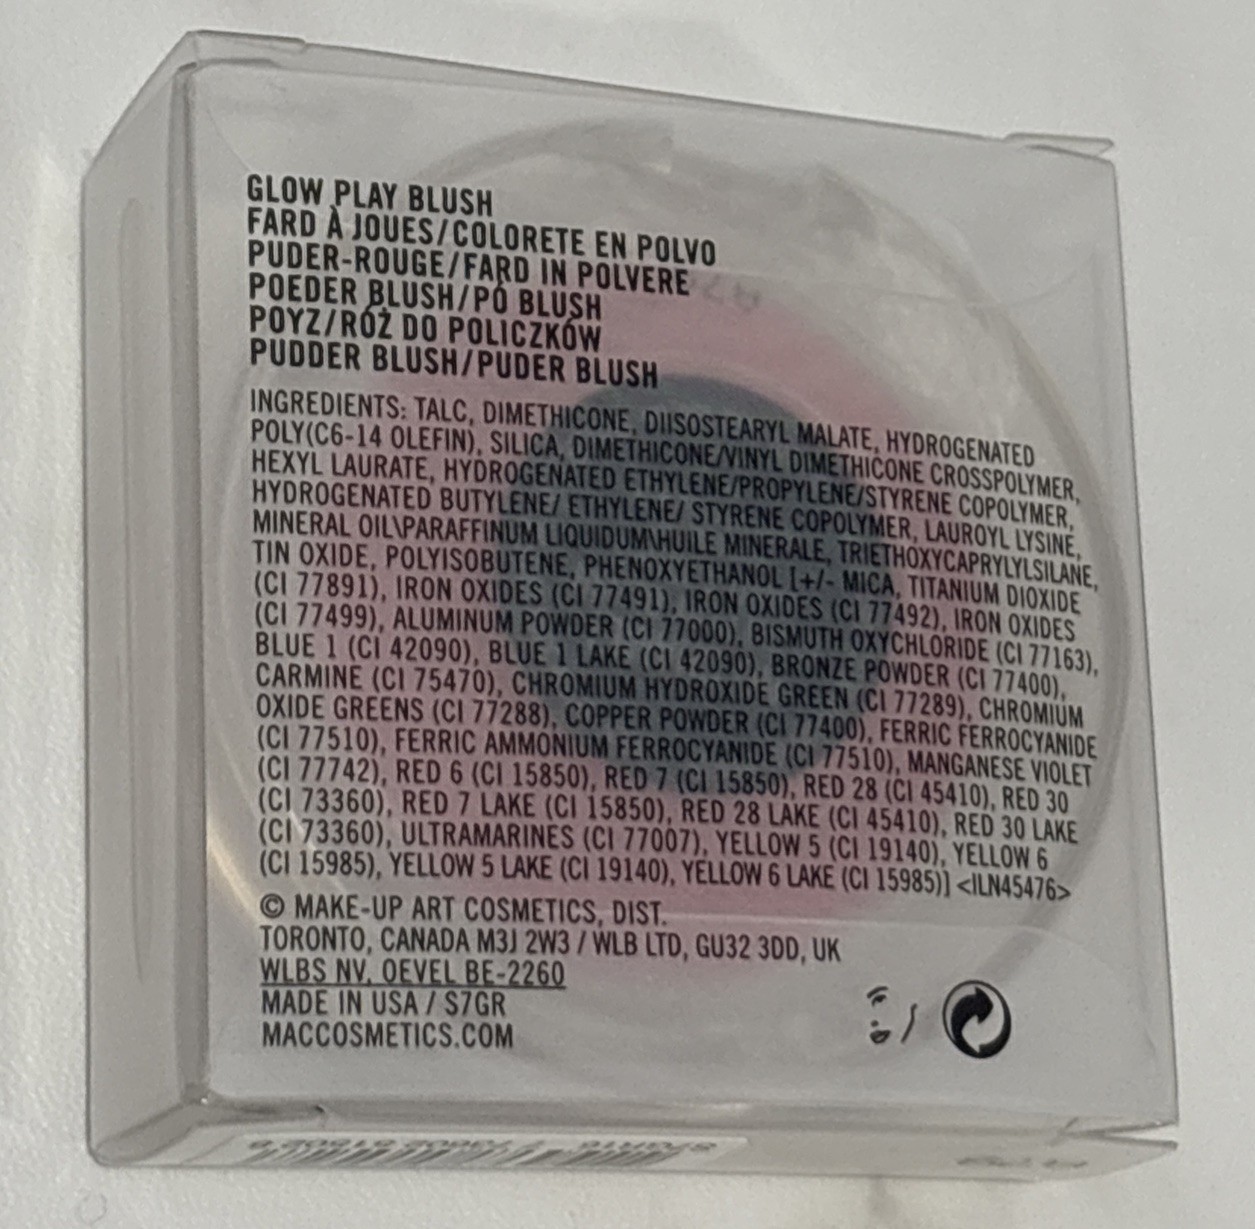 GLOW PLAY BLUSH
FARD À JOUES/COLORETE EN POLVO
PUDER-ROUGE/FARD IN POLVERE
POEDER BLUSH/PÓ BLUSH
POYZ/RÓŻ DO POLICZKÓW
PUDDER BLUSH/PUDER BLUSH
INGREDIENTS: TALC, DIMETHICONE, DIISOSTEARYL MALATE, HYDROGENATED
POLY(C6-14 OLEFIN), SILICA, DIMETHICONE/VINYL DIMETHICONE CROSSPOLYMER,
HEXYL LAURATE, HYDROGENATED ETHYLENE/PROPYLENE/STYRENE COPOLYMER,
HYDROGENATED BUTYLENE/ ETHYLENE/ STYRENE COPOLYMER, LAUROYL LYSINE,
MINERAL OIL\PARAFFINUM LIQUIDUM\HUILE MINERALE, TRIETHOXYCAPRYLYLSILANE,
TIN OXIDE, POLYISOBUTENE, PHENOXYETHANOL [+/- MICA, TITANIUM DIOXIDE
(CI 77891), IRON OXIDES (CI 77491), IRON OXIDES (CI 77492), IRON OXIDES
(CI 77499), ALUMINUM POWDER (CI 77000), BISMUTH OXYCHLORIDE (CI 77163),
BLUE 1 (CI 42090), BLUE 1 LAKE (CI 42090), BRONZE POWDER (CI 77400),
CARMINE (CI 75470), CHROMIUM HYDROXIDE GREEN (CI 77289), CHROMIUM
OXIDE GREENS (CI 77288), COPPER POWDER (CI 77400), FERRIC FERROCYANIDE
(CI 77510), FERRIC AMMONIUM FERROCYANIDE (CI 77510), MANGANESE VIOLET
(CI 77742), RED 6 (CI 15850), RED 7 (CI 15850), RED 28 (CI 45410), RED 30
(CI 73360), RED 7 LAKE (CI 15850), RED 28 LAKE (CI 45410), RED 30 LAKE
(CI 73360), ULTRAMARINES (CI 77007), YELLOW 5 (CI 19140), YELLOW 6
(CI 15985), YELLOW 5 LAKE (CI 19140), YELLOW 6 LAKE (CI 15985)] <ILN45476>
© MAKE-UP ART COSMETICS, DIST.
TORONTO, CANADA M3J 2W3 / WLB LTD, GU32 3DD, UK
WLBS NV, OEVEL BE-2260
MADE IN USA / S7GR
MACCOSMETICS.COM